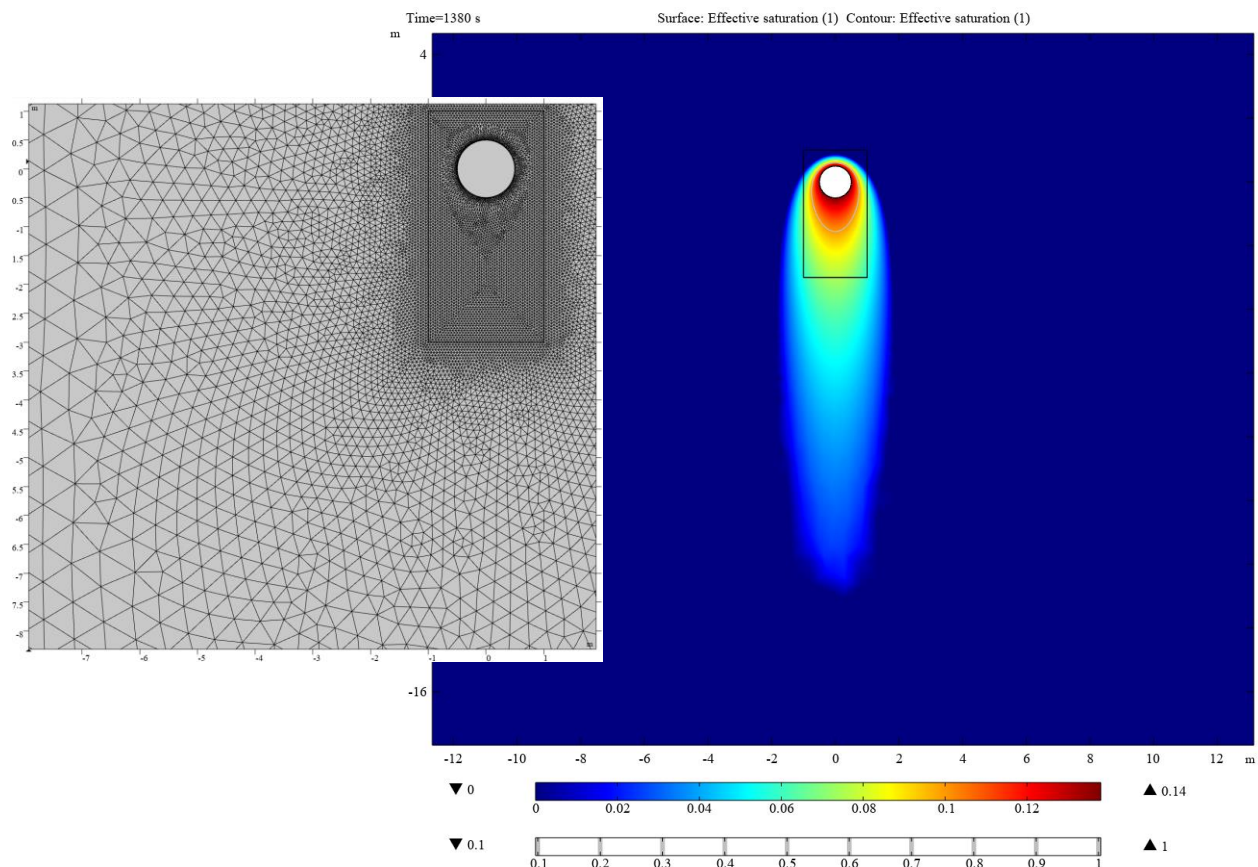 Time=1380 s Surface: Effective saturation (1) Contour: Effective saturation (1)
m
4
m
1
0.5
0
0.5
-1
-1.5
-2
-2.5
-3
-3.5
-4
-4.5
-5
-5.5
-6
-6.5
-7
-7.5
-8
m
-7 -6 -5 -4 -3 -2 -1 0 1
-16
-12 -10 -8 -6 -4 -2 0 2 4 6 8 10 12 m
▼ 0 ▲ 0.14
0 0.02 0.04 0.06 0.08 0.1 0.12
▼ 0.1 ▲ 1
0.1 0.2 0.3 0.4 0.5 0.6 0.7 0.8 0.9 1